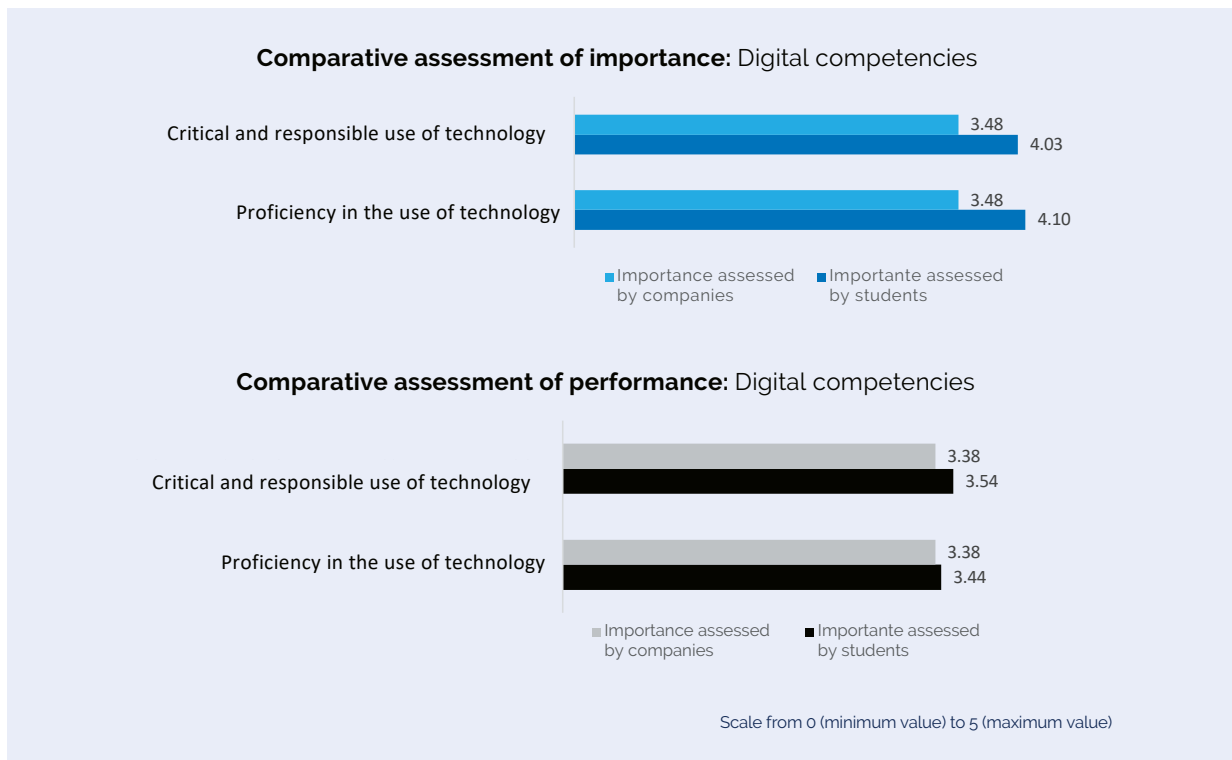 Comparative assessment of importance: Digital competencies
Critical and responsible use of technology
3.48
4.03
Proficiency in the use of technology
3.48
4.10
Importance assessed
by companies
Importante assessed
by students
Comparative assessment of performance: Digital competencies
Critical and responsible use of technology
3.38
3.54
Proficiency in the use of technology
3.38
3.44
Importance assessed
by companies
Importante assessed
by students
Scale from 0 (minimum value) to 5 (maximum value)